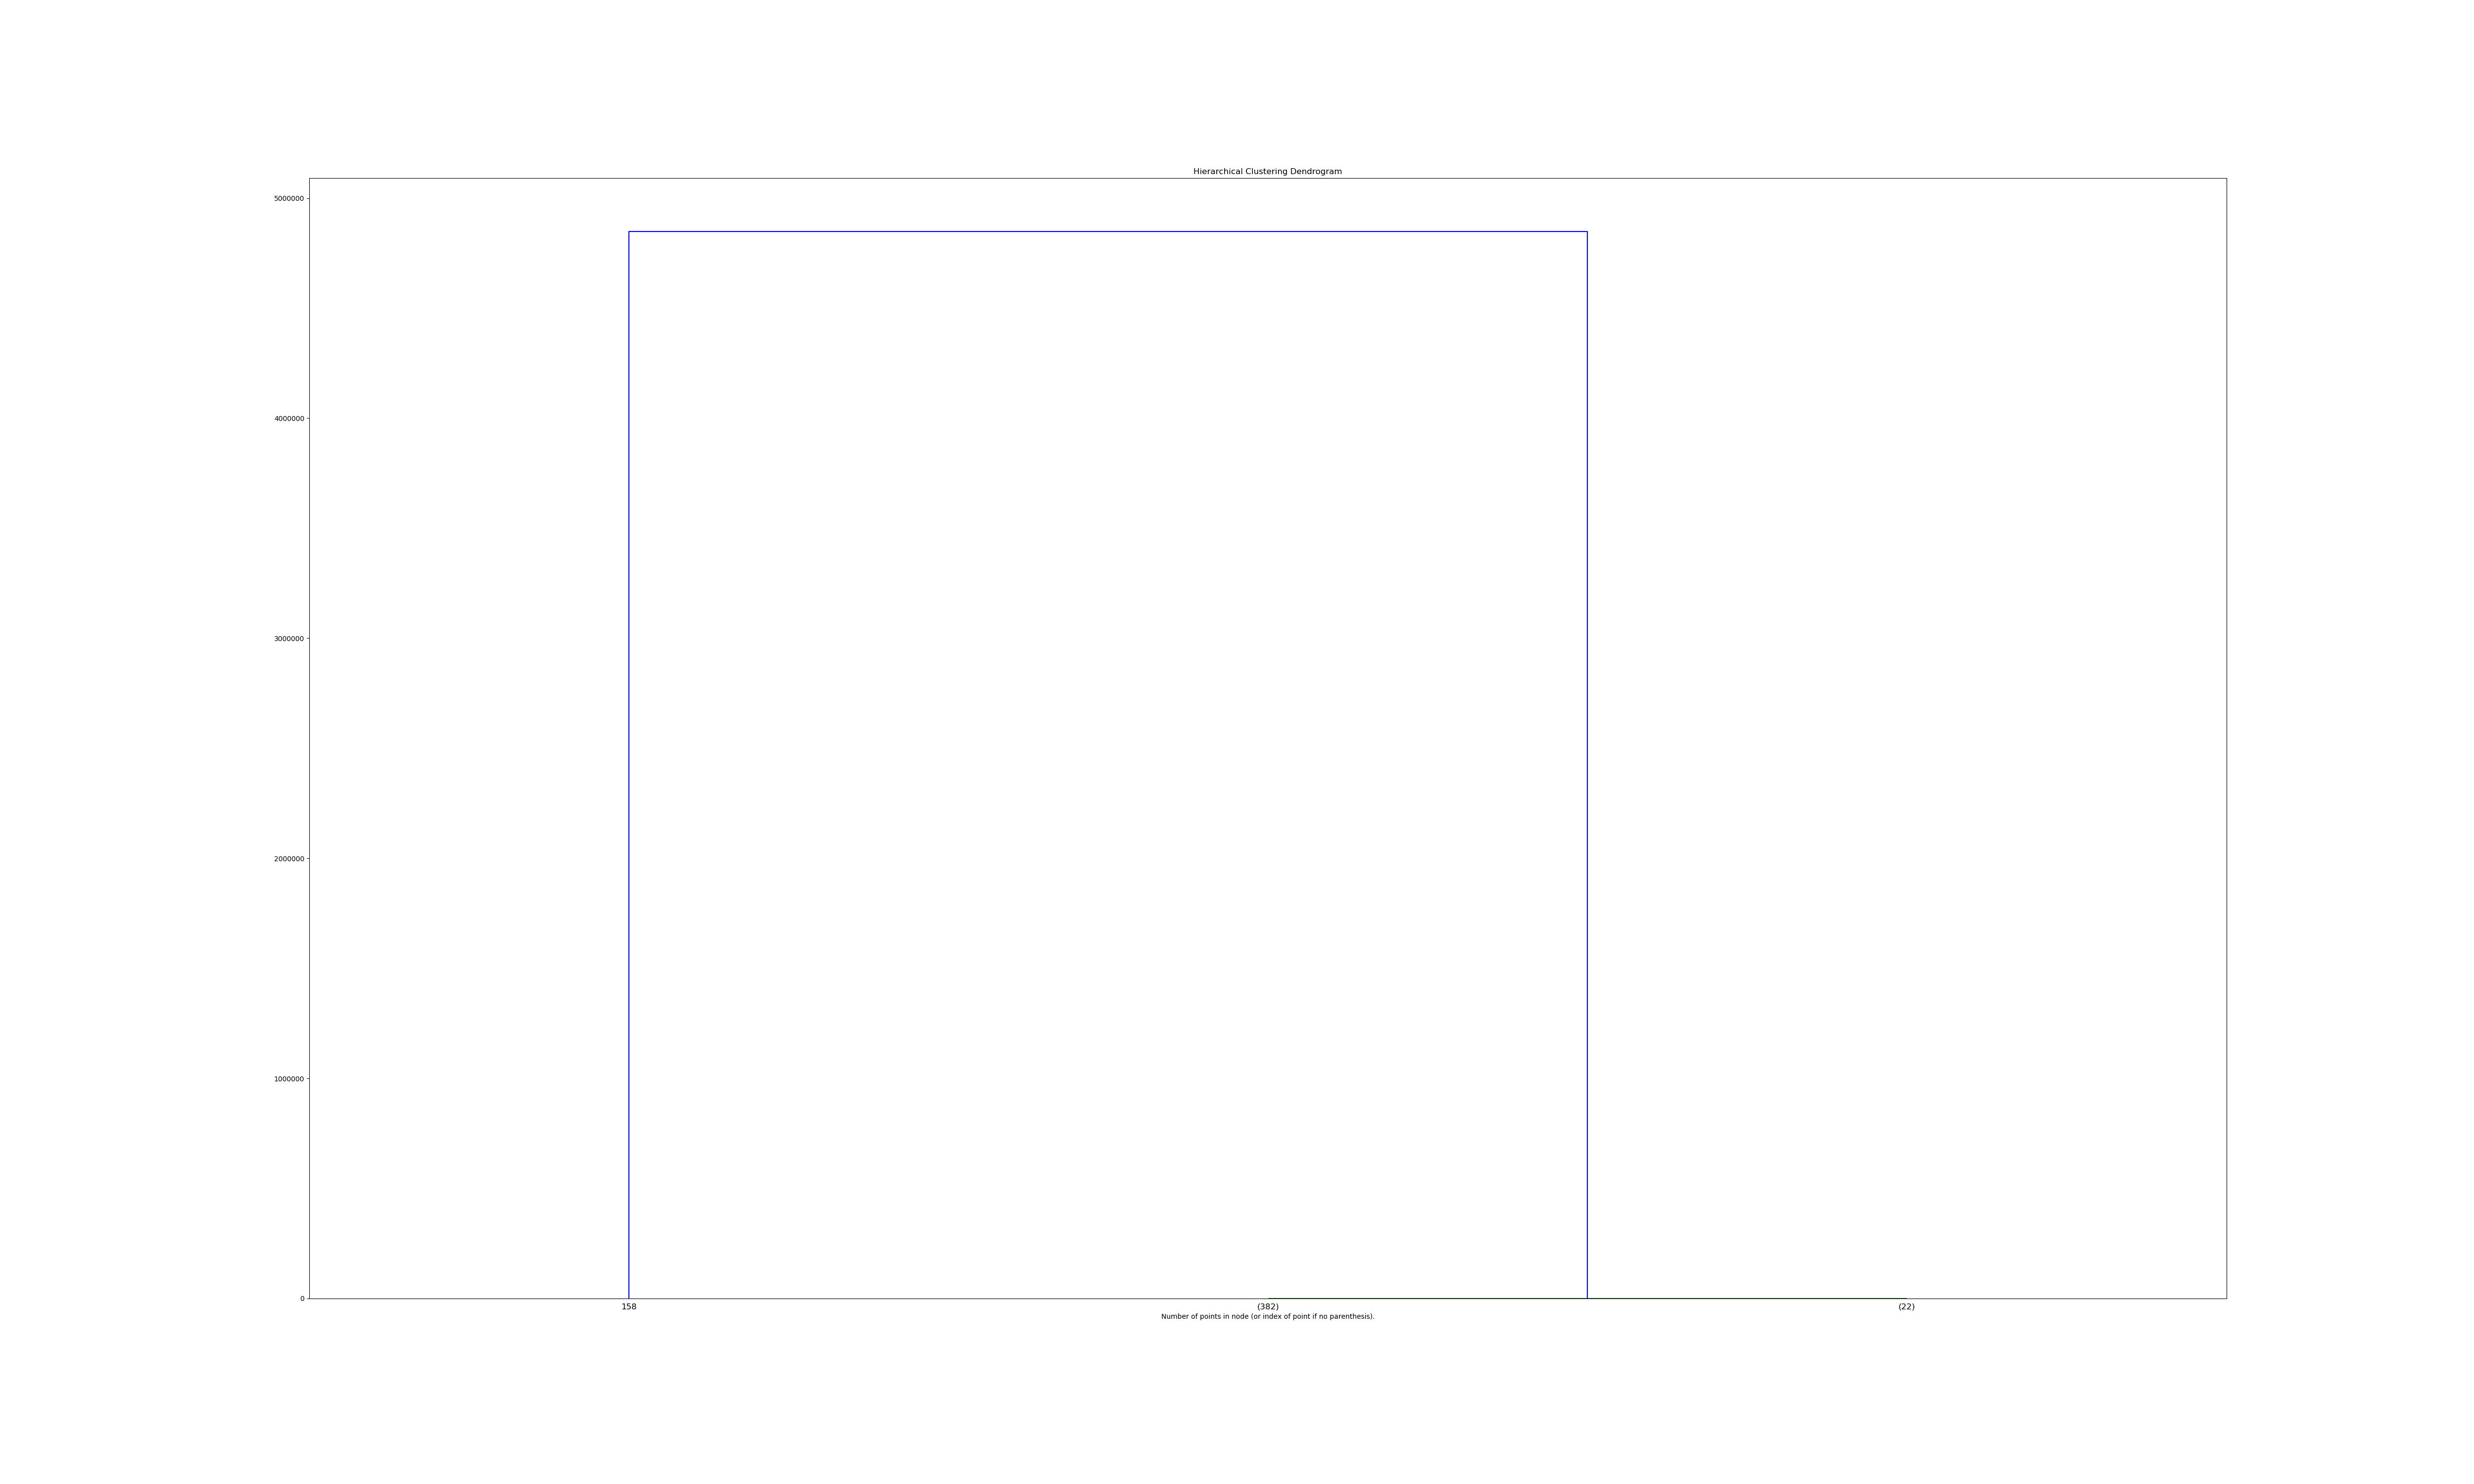 Hierarchical Clustering Dendrogram
5000000
4000000
3000000
2000000
1000000
0
158 (382) (22)
Number of points in node (or index of point if no parenthesis).